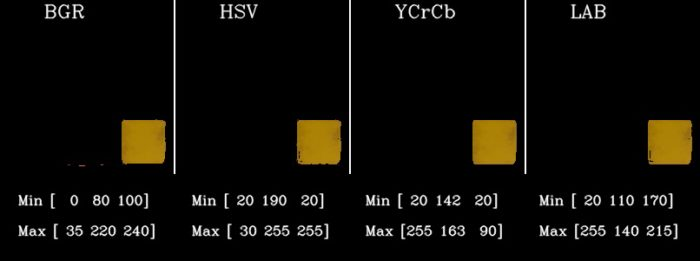 BGR HSV YCrCb LAB
Min [ 0 80 100] Min [ 20 190 20] Min [ 20 142 20] Min [ 20 110 170]
Max [ 35 220 240] Max [ 30 255 255] Max [255 163 90] Max [255 140 215]